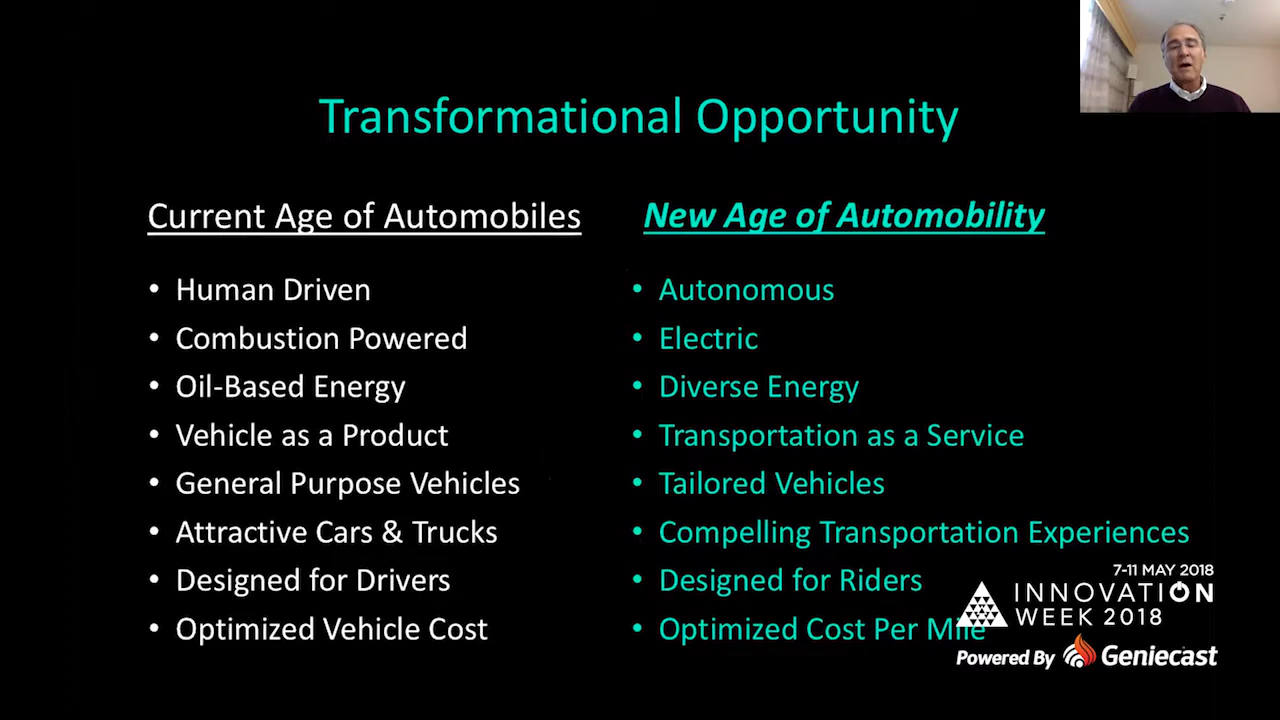 Transformational Opportunity
Current Age of Automobiles
• Human Driven
• Combustion Powered
• Oil-Based Energy
• Vehicle as a Product
• General Purpose Vehicles
• Attractive Cars & Trucks
• Designed for Drivers
• Optimized Vehicle Cost
New Age of Automobility
• Autonomous
• Electric
• Diverse Energy
• Transportation as a Service
• Tailored Vehicles
• Compelling Transportation Experiences
• Designed for Riders
• Optimized Cost Per Mile
7-11 MAY 2018
INNOVATION
WEEK 2018
Powered By Geniecast